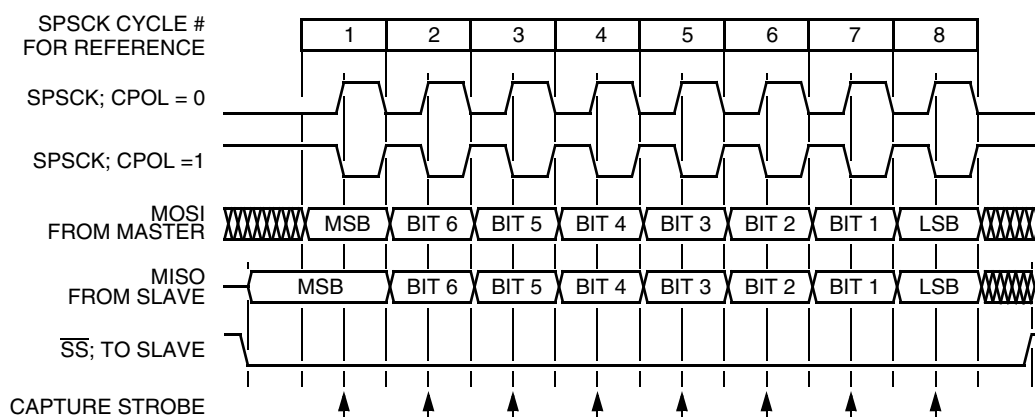 SPSCK CYCLE #
FOR REFERENCE
1 2 3 4 5 6 7 8
SPSCK; CPOL = 0
SPSCK; CPOL =1
MOSI
FROM MASTER
MSB BIT 6 BIT 5 BIT 4 BIT 3 BIT 2 BIT 1 LSB
MISO
FROM SLAVE
MSB BIT 6 BIT 5 BIT 4 BIT 3 BIT 2 BIT 1 LSB
S̅S̅; TO SLAVE
CAPTURE STROBE